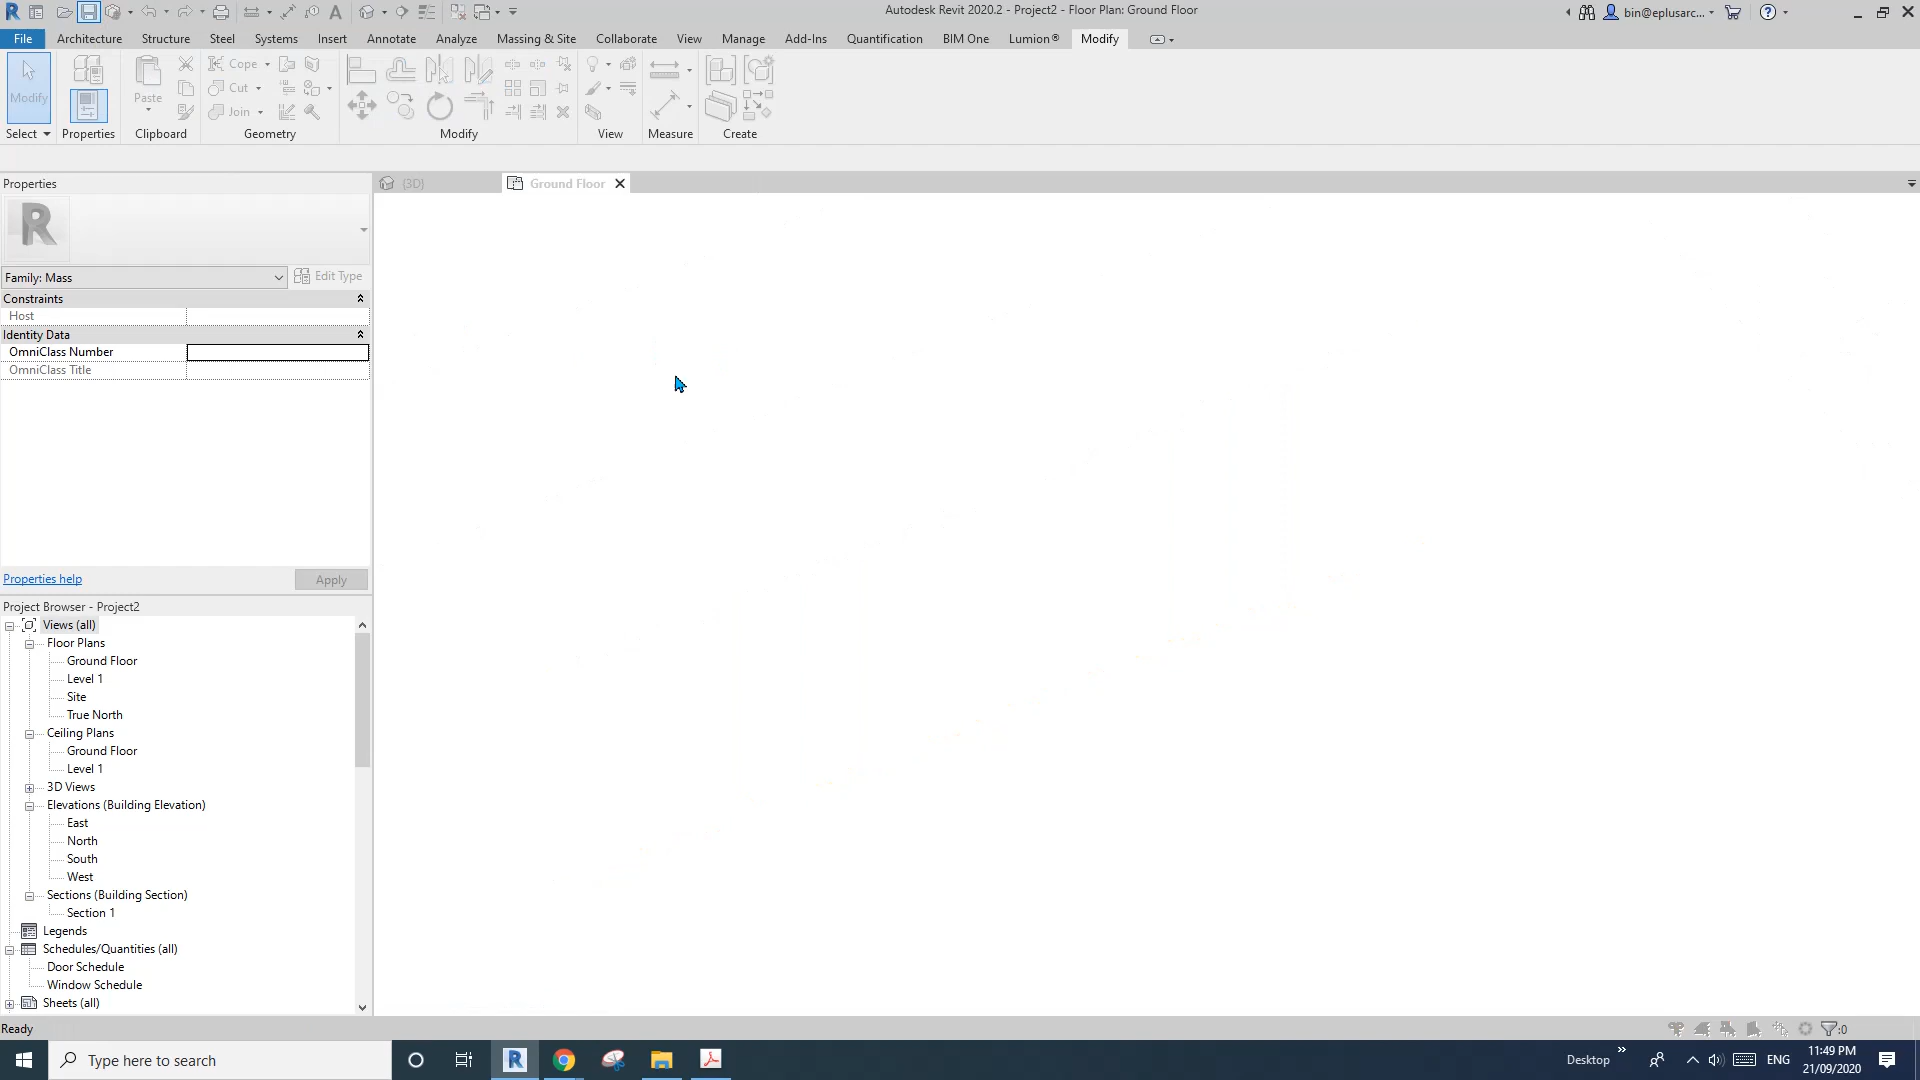 Autodesk Revit 2020.2 - Project2 - Floor Plan: Ground Floor
bin@eplusarc...
File Architecture Structure Steel Systems Insert Annotate Analyze Massing & Site Collaborate View Manage Add-Ins Quantification BIM One Lumion® Modify
Cope
Cut
Join
Modify
Paste
Select Properties Clipboard Geometry Modify View Measure Create
Properties
{3D}
Ground Floor
Family: Mass
Edit Type
Constraints
Host
Identity Data
OmniClass Number
OmniClass Title
Properties help
Apply
Project Browser - Project2
Views (all)
Floor Plans
Ground Floor
Level 1
Site
True North
Ceiling Plans
Ground Floor
Level 1
3D Views
Elevations (Building Elevation)
East
North
South
West
Sections (Building Section)
Section 1
Legends
Schedules/Quantities (all)
Door Schedule
Window Schedule
Sheets (all)
Ready
:0
Type here to search
Desktop
ENG
11:49 PM
21/09/2020